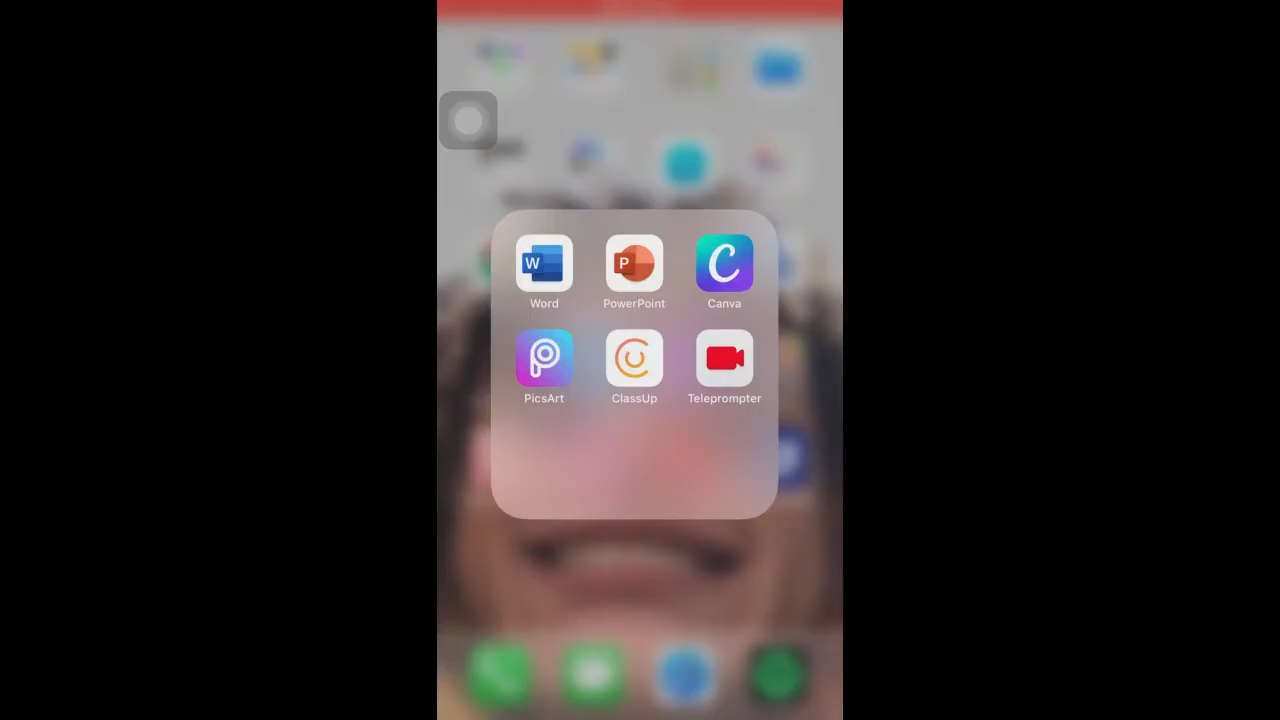 W
P
C
Word
PowerPoint
Canva
PicsArt
ClassUp
Teleprompter